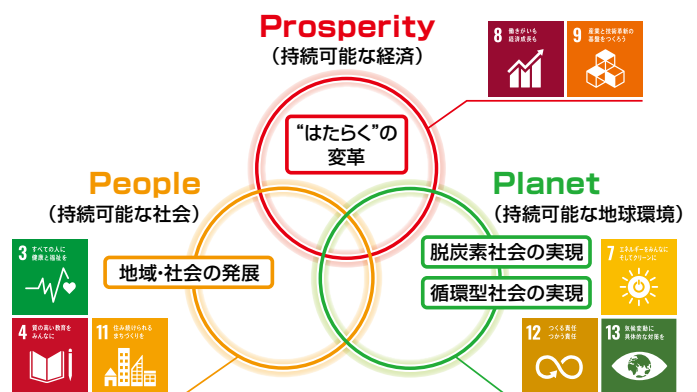 Prosperity
(持続可能な経済)
8 働きがいも
経済成長も
9 産業と技術革新の
基盤をつくろう
“はたらく”の
変革
People
(持続可能な社会)
Planet
(持続可能な地球環境)
3 すべての人に
健康と福祉を
地域・社会の発展
脱炭素社会の実現
循環型社会の実現
7 エネルギーをみんなに
そしてクリーンに
4 質の高い教育を
みんなに
11 住み続けられる
まちづくりを
12 つくる責任
つかう責任
13 気候変動に
具体的な対策を